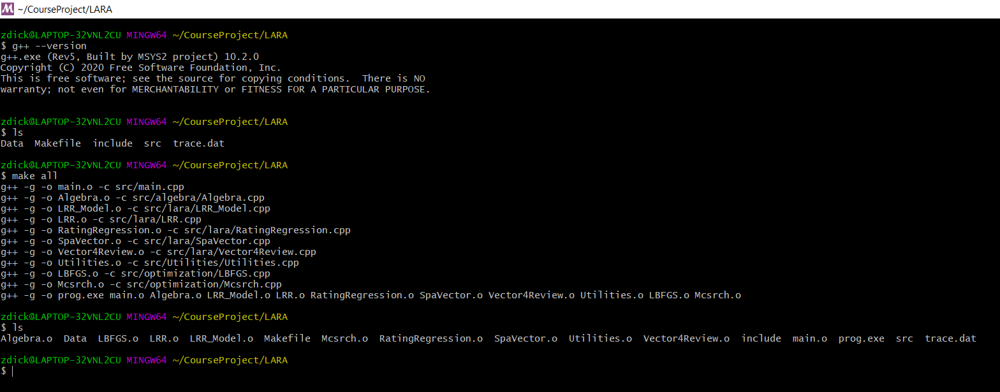 M ~/CourseProject/LARA
zdick@LAPTOP-32VNL2CU MINGW64 ~/CourseProject/LARA
$ g++ --version
g++.exe (Rev5, Built by MSYS2 project) 10.2.0
Copyright (C) 2020 Free Software Foundation, Inc.
This is free software; see the source for copying conditions.  There is NO
warranty; not even for MERCHANTABILITY or FITNESS FOR A PARTICULAR PURPOSE.
zdick@LAPTOP-32VNL2CU MINGW64 ~/CourseProject/LARA
$ ls
Data  Makefile  include  src  trace.dat
zdick@LAPTOP-32VNL2CU MINGW64 ~/CourseProject/LARA
$ make all
g++ -g -o main.o -c src/main.cpp
g++ -g -o Algebra.o -c src/algebra/Algebra.cpp
g++ -g -o LRR_Model.o -c src/lara/LRR_Model.cpp
g++ -g -o LRR.o -c src/lara/LRR.cpp
g++ -g -o RatingRegression.o -c src/lara/RatingRegression.cpp
g++ -g -o SpaVector.o -c src/lara/SpaVector.cpp
g++ -g -o Vector4Review.o -c src/lara/Vector4Review.cpp
g++ -g -o Utilities.o -c src/Utilities/Utilities.cpp
g++ -g -o LBFGS.o -c src/optimization/LBFGS.cpp
g++ -g -o Mcsrch.o -c src/optimization/Mcsrch.cpp
g++ -g -o prog.exe main.o Algebra.o LRR_Model.o LRR.o RatingRegression.o SpaVector.o Vector4Review.o Utilities.o LBFGS.o Mcsrch.o
zdick@LAPTOP-32VNL2CU MINGW64 ~/CourseProject/LARA
$ ls
Algebra.o  Data  LBFGS.o  LRR.o  LRR_Model.o  Makefile  Mcsrch.o  RatingRegression.o  SpaVector.o  Utilities.o  Vector4Review.o  include  main.o  prog.exe  src  trace.dat
zdick@LAPTOP-32VNL2CU MINGW64 ~/CourseProject/LARA
$